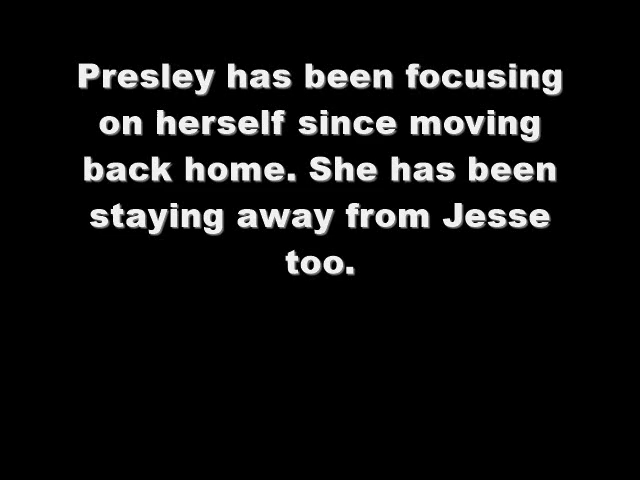 Presley has been focusing
on herself since moving
back home. She has been
staying away from Jesse
too.